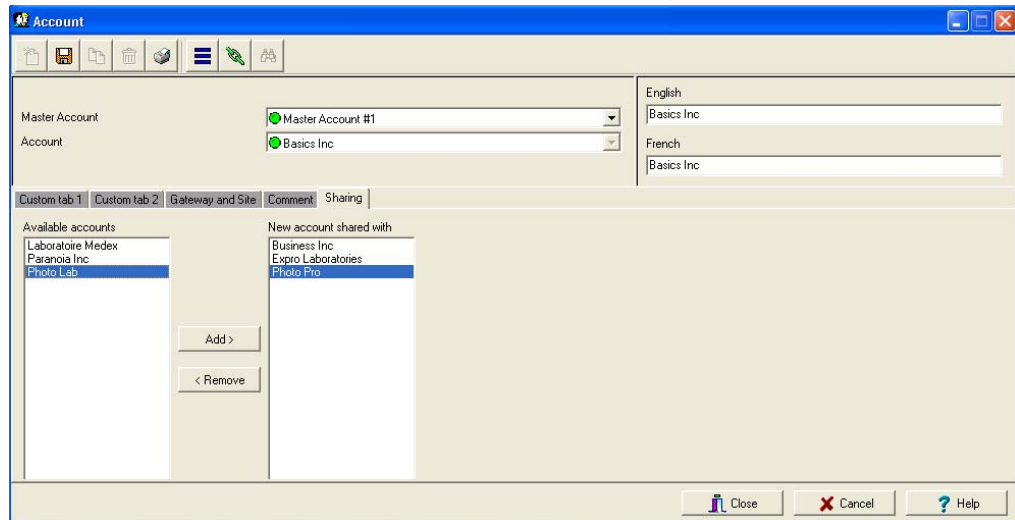 Account
English
Master Account Master Account #1 Basics Inc
Account Basics Inc French
Basics Inc
Custom tab 1 Custom tab 2 Gateway and Site Comment Sharing
Available accounts New account shared with
Laboratoire Medex Business Inc
Paranoia Inc Expro Laboratories
Photo Lab Photo Pro
Add >
< Remove
Close Cancel ? Help